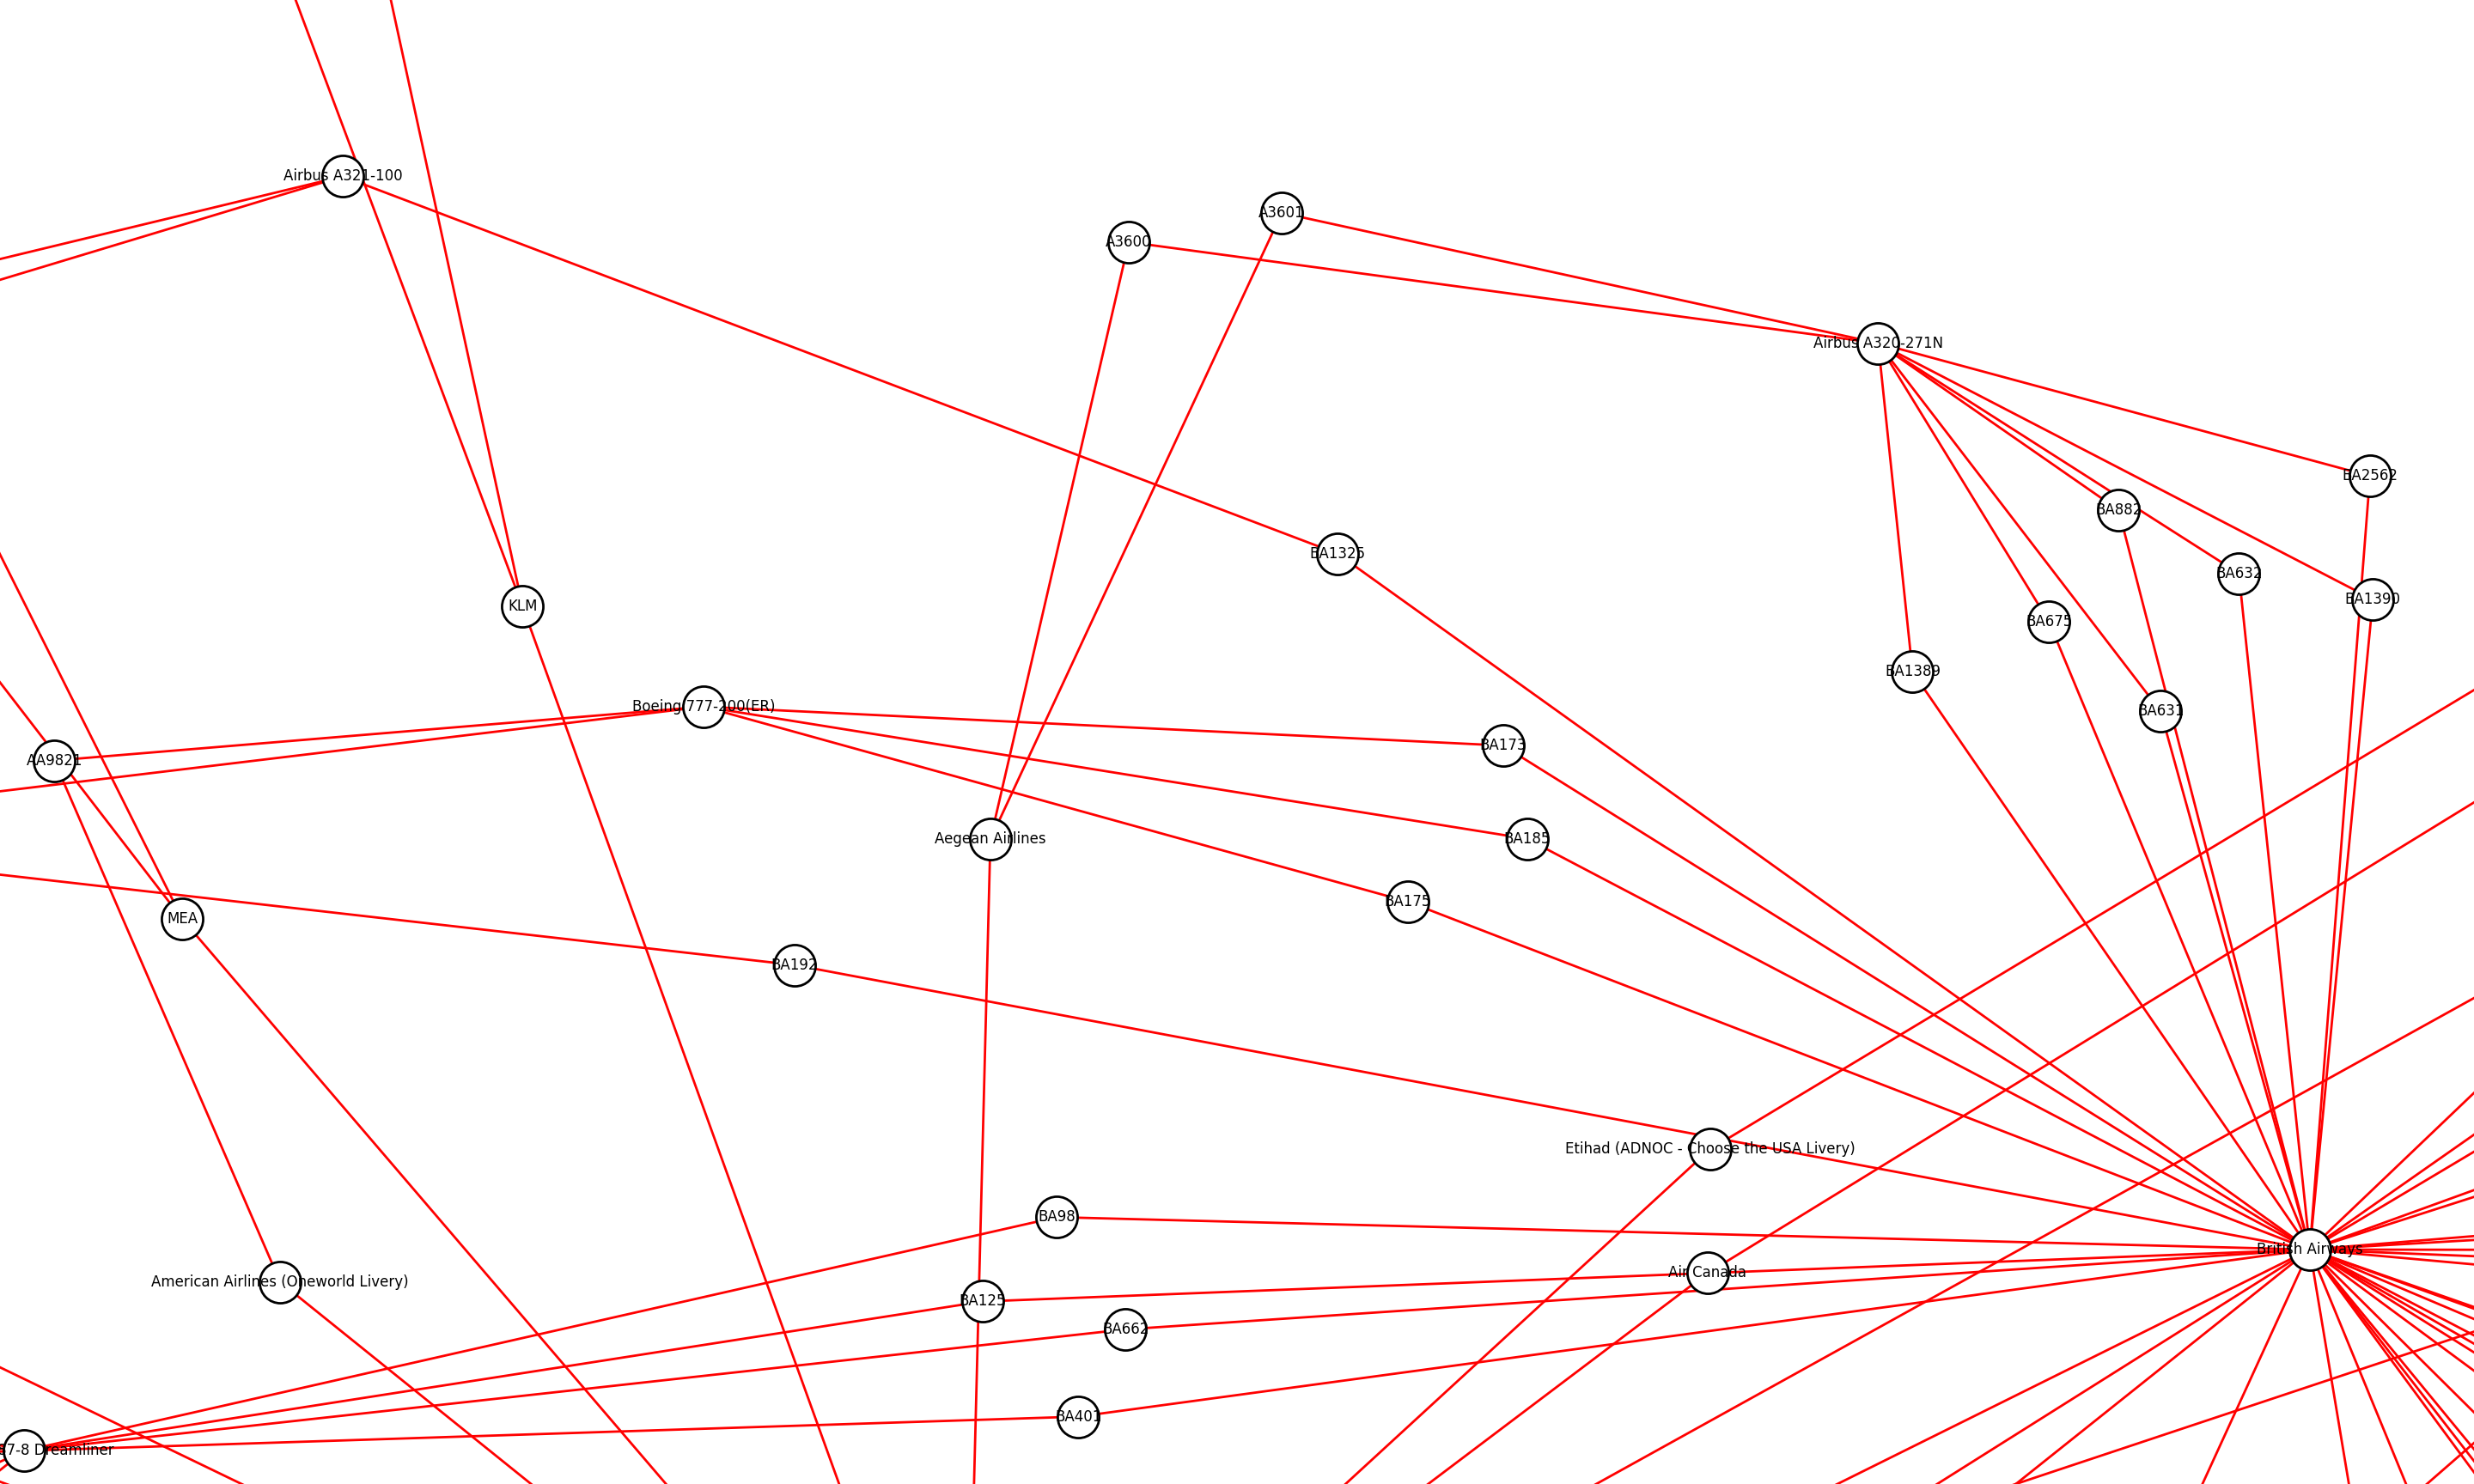 Airbus A321-100
A3601
A3600
Airbus A320-271N
BA2562
BA882
BA1326
BA632
BA1390
KLM
BA675
BA1389
Boeing 777-200(ER)
BA631
BA173
AA9821
Aegean Airlines
BA185
BA175
MEA
BA192
Etihad (ADNOC - Choose the USA Livery)
BA98
British Airways
Air Canada
American Airlines (Oneworld Livery)
BA125
BA662
BA401
87-8 Dreamliner